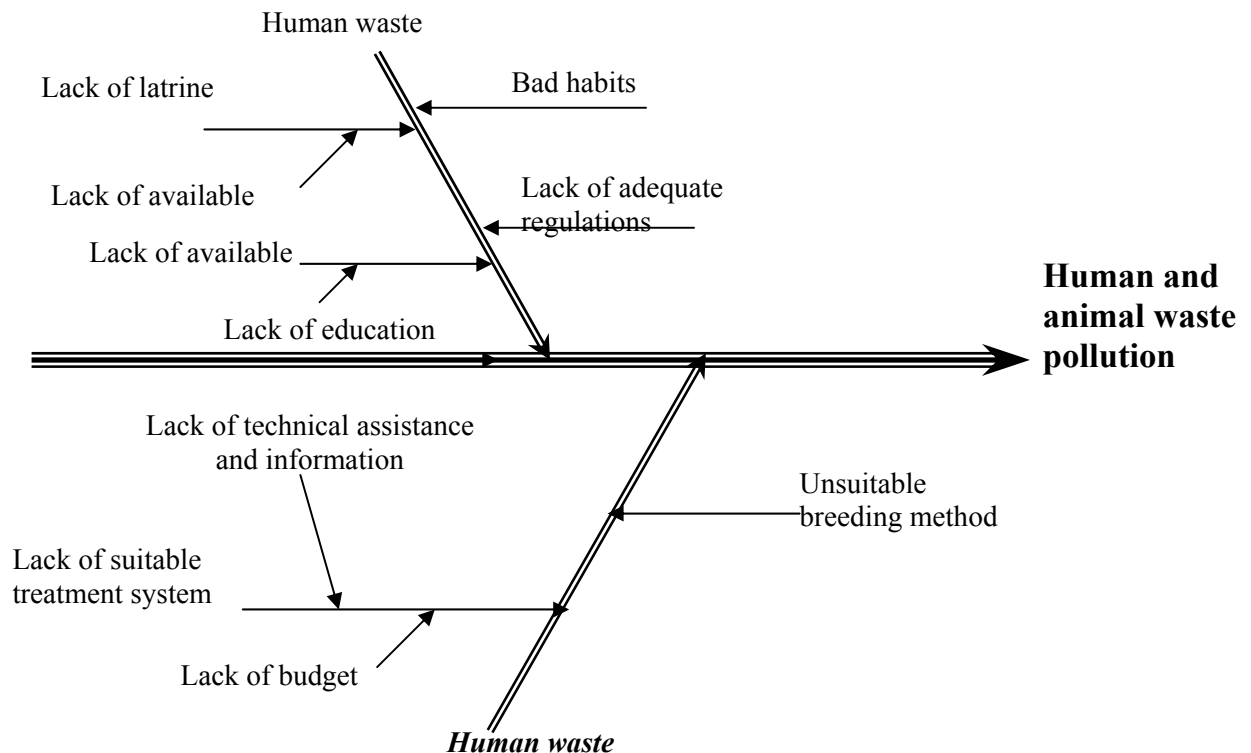 Human waste
Lack of latrine
Bad habits
Lack of available
Lack of adequate
regulations
Lack of available
Lack of education
Human and
animal waste
pollution
Lack of technical assistance
and information
Unsuitable
breeding method
Lack of suitable
treatment system
Lack of budget
Human waste